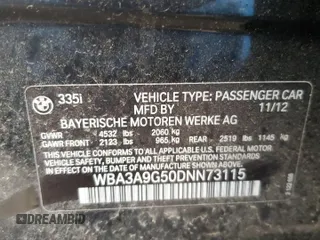 BMW 335i VEHICLE TYPE: PASSENGER CAR
MFD BY 11/12
BAYERISCHE MOTOREN WERKE AG
GVWR 4532 lbs 2060 kg
GAWR FRONT 2123 lbs 965 kg REAR 2519 lbs 1145 kg
THIS VEHICLE CONFORMS TO ALL APPLICABLE
FEDERAL MOTOR VEHICLE SAFETY, BUMPER,
AND THEFT PREVENTION STANDARDS IN EFFECT
ON THE DATE OF MANUFACTURE SHOWN ABOVE.
WBA3A9G50DNN73115
DREAMBID